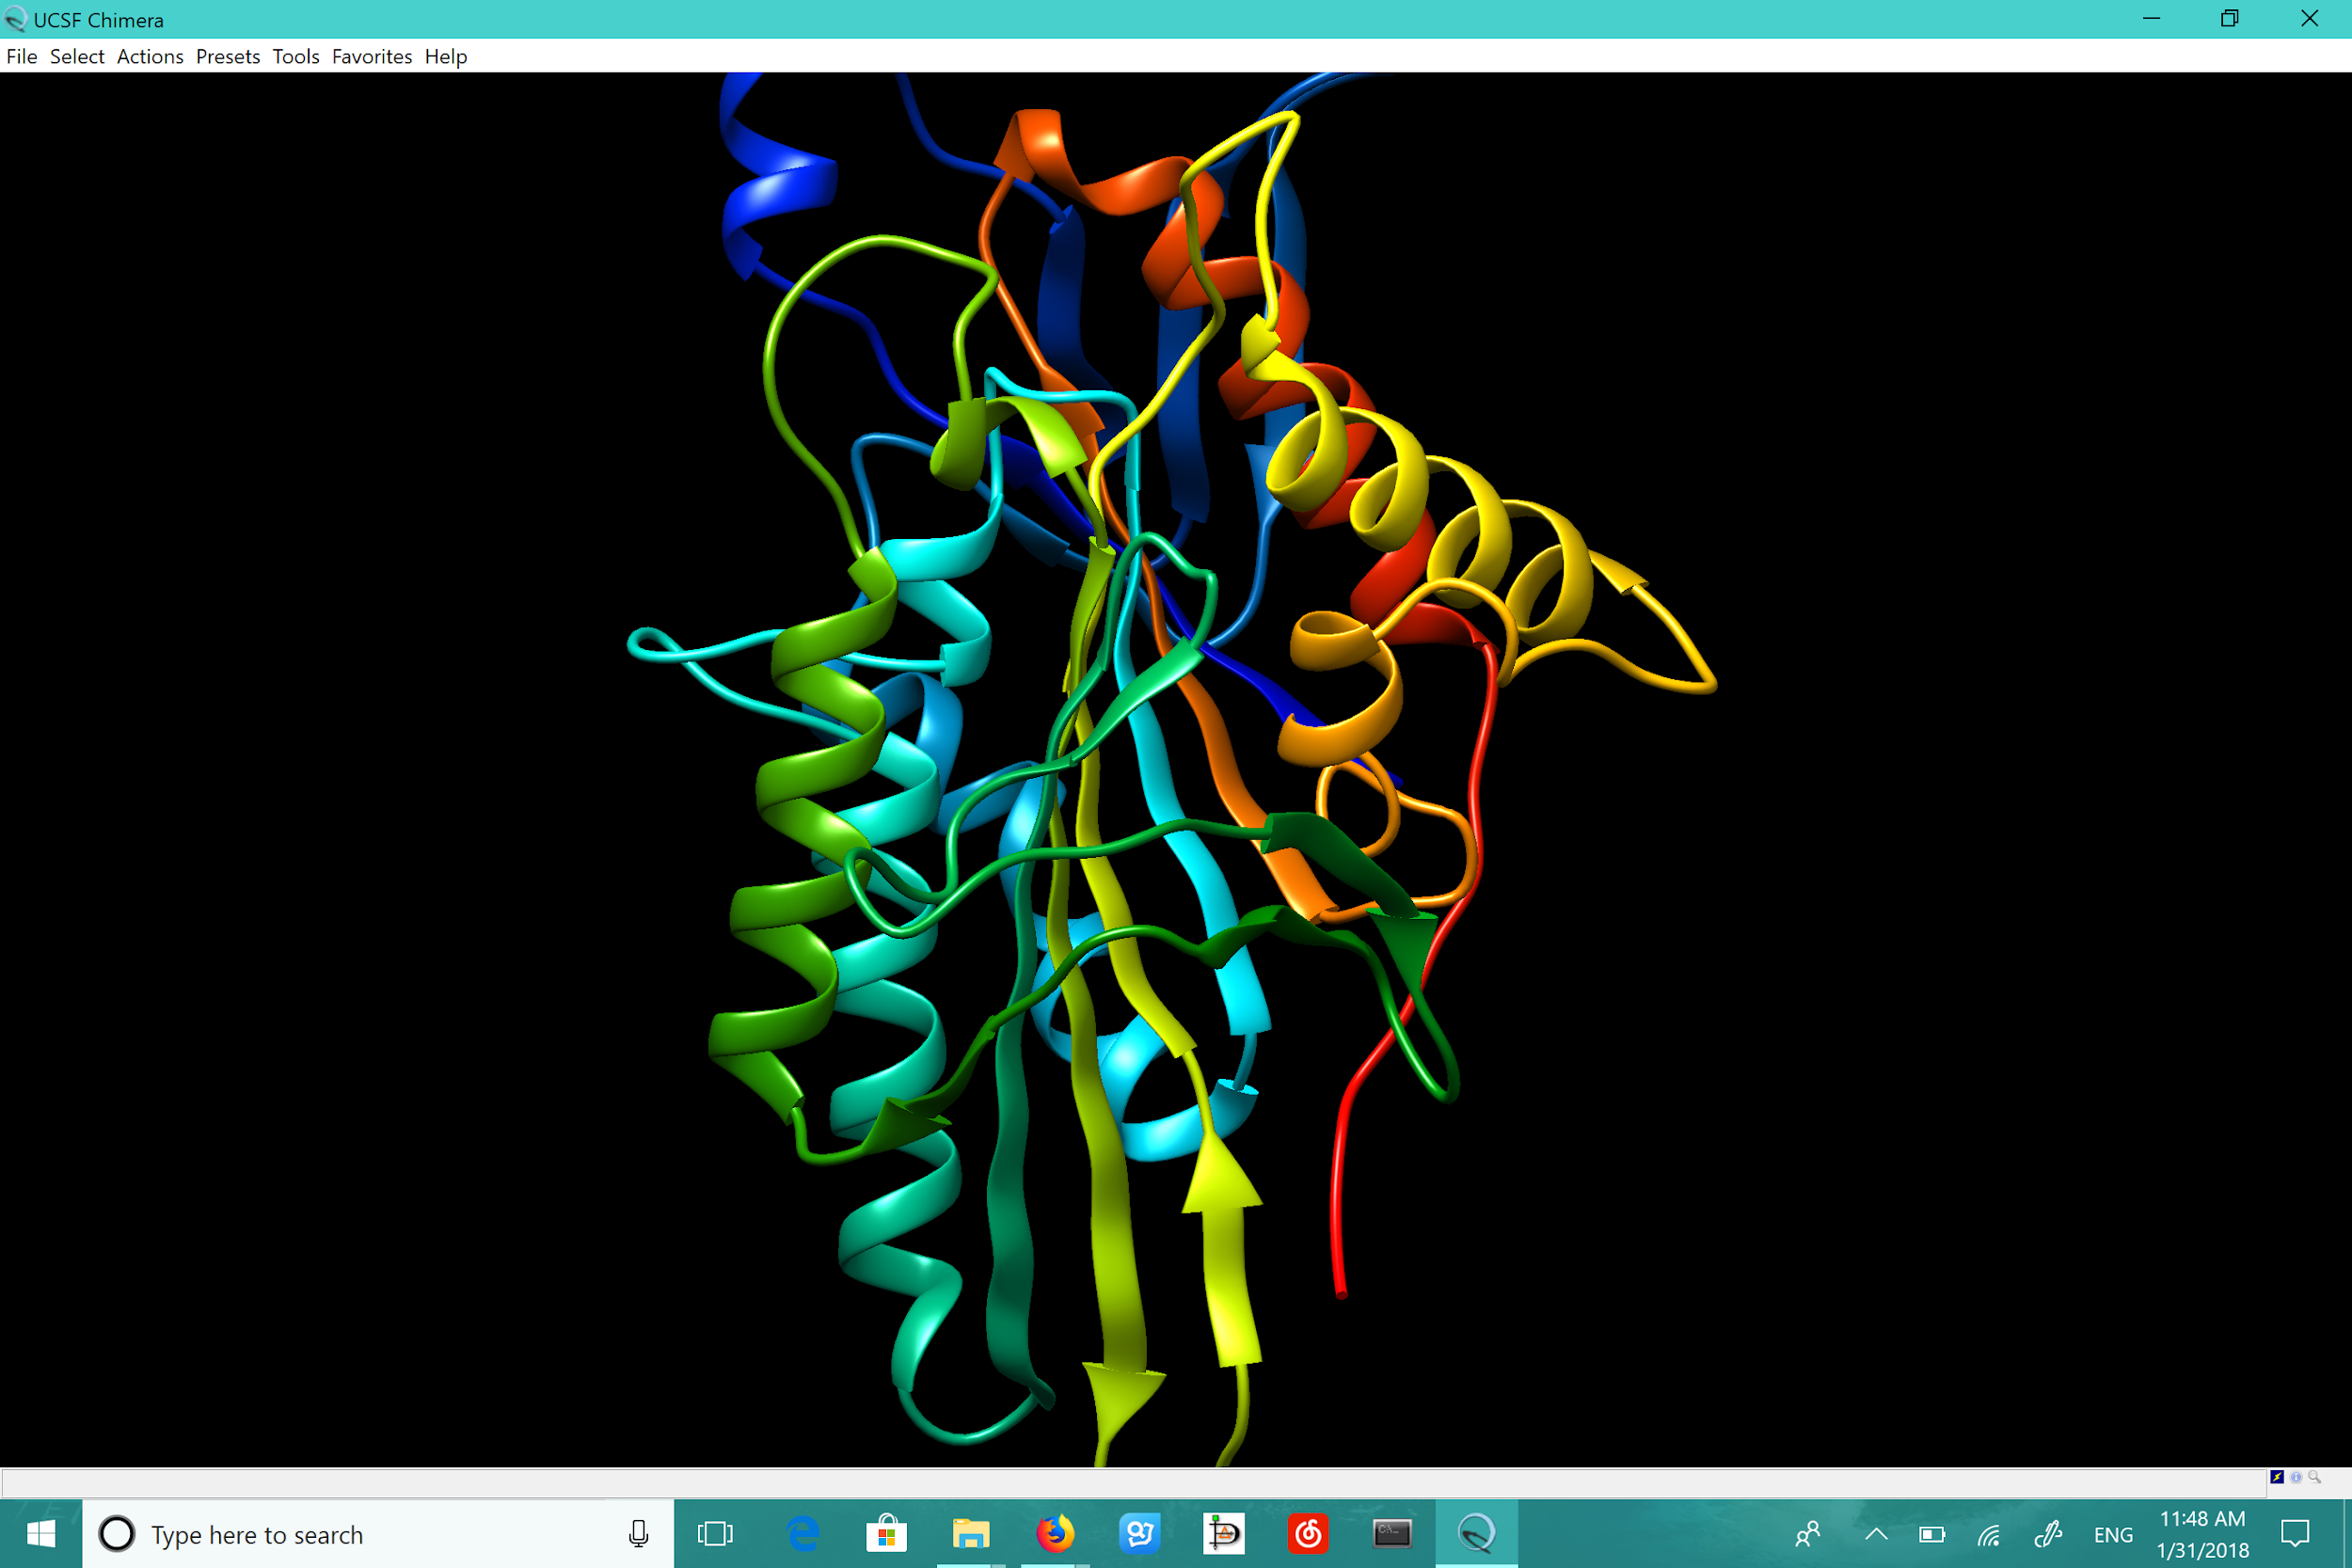 UCSF Chimera
File Select Actions Presets Tools Favorites Help
Type here to search
ENG
11:48 AM
1/31/2018